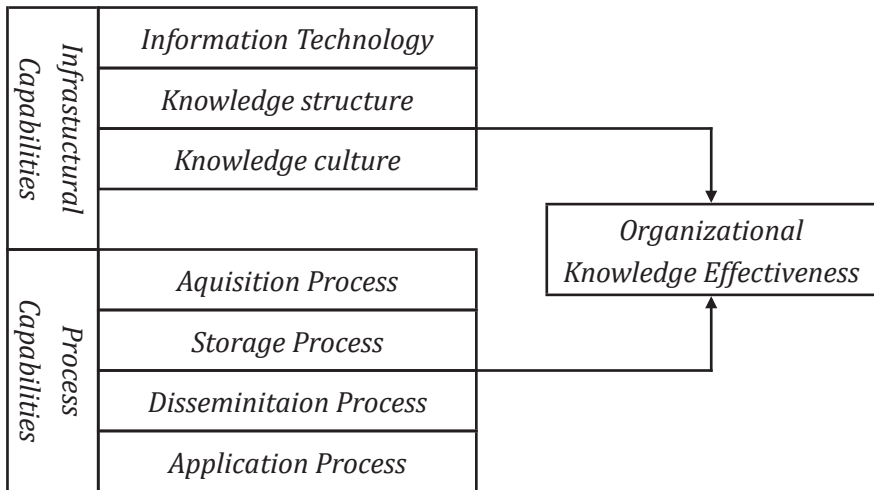 Infrastuctural
Capabilities
Information Technology
Knowledge structure
Knowledge culture
Process
Capabilities
Aquisition Process
Storage Process
Disseminitaion Process
Application Process
Organizational
Knowledge Effectiveness